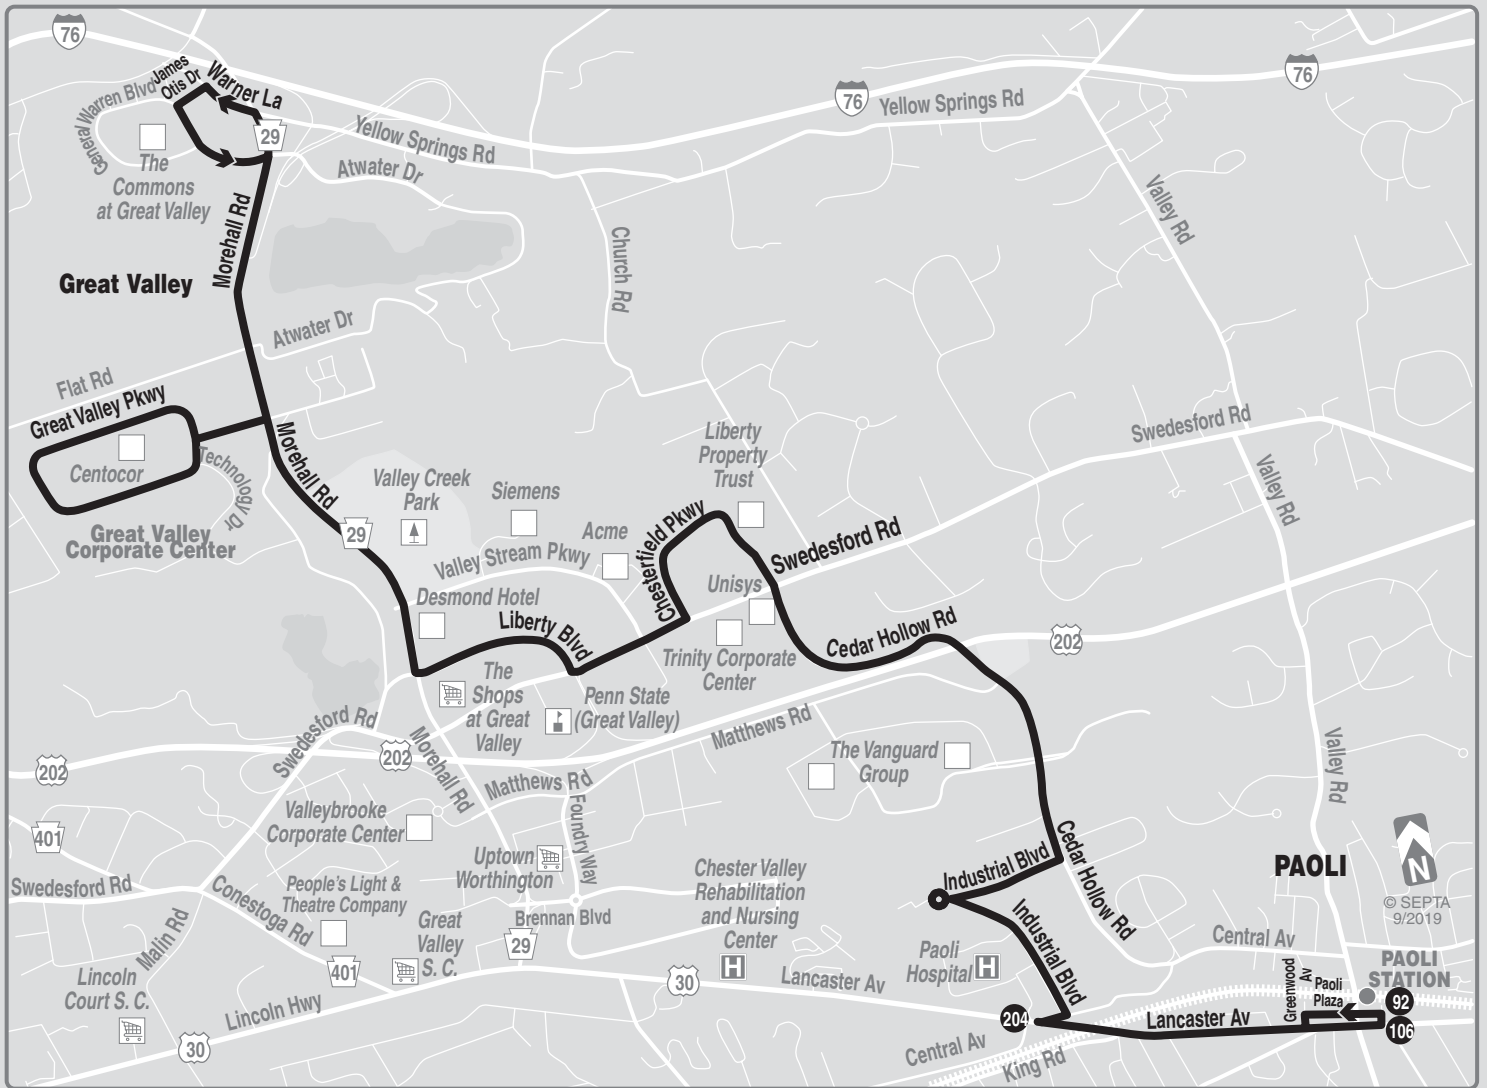 76
James
Otis Dr
Warner La
General Warren Blvd
29
The
Commons
at Great Valley
Yellow Springs Rd
Atwater Dr
76
Yellow Springs Rd
76
Morehall Rd
Great Valley
Church Rd
Valley Rd
Atwater Dr
Flat Rd
Great Valley Pkwy
Centocor
Technology Dr
Great Valley
Corporate Center
Morehall Rd
29
Valley Creek
Park
Siemens
Acme
Valley Stream Pkwy
Liberty
Property
Trust
Chesterfield Pkwy
Swedesford Rd
Swedesford Rd
Valley Rd
Desmond Hotel
Liberty Blvd
Unisys
Trinity Corporate
Center
Cedar Hollow Rd
202
The
Shops
at Great
Valley
Penn State
(Great Valley)
Matthews Rd
Swedesford Rd
202
202
Morehall Rd
Matthews Rd
Foundry Way
The Vanguard
Group
Valley Rd
401
Valleybrooke
Corporate Center
Uptown
Worthington
Cedar Hollow Rd
Industrial Blvd
PAOLI
N
© SEPTA
9/2019
Swedesford Rd
Conestoga Rd
People's Light &
Theatre Company
Great
Valley
S. C.
Brennan Blvd
29
Chester Valley
Rehabilitation
and Nursing
Center
H
Industrial Blvd
Paoli
Hospital
H
Central Av
Malin Rd
401
Lincoln
Court S. C.
Lincoln Hwy
30
30
Lancaster Av
204
Central Av
King Rd
Lancaster Av
Greenwood
Av
Paoli
Plaza
PAOLI
STATION
92
106